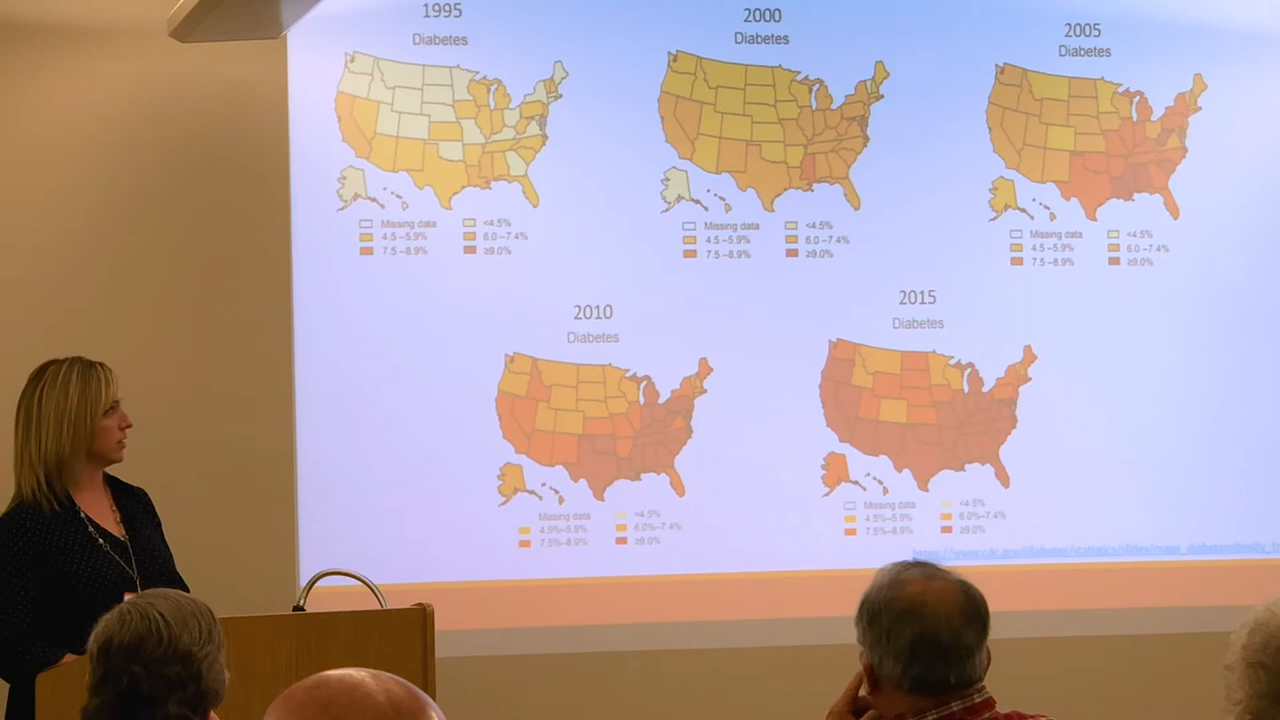 1995
Diabetes
Missing data <4.5%
4.5–5.9% 6.0–7.4%
7.5–8.9% ≥9.0%
2000
Diabetes
Missing data <4.5%
4.5–5.9% 6.0–7.4%
7.5–8.9% ≥9.0%
2005
Diabetes
Missing data <4.5%
4.5–5.9% 6.0–7.4%
7.5–8.9% ≥9.0%
2010
Diabetes
Missing data <4.5%
4.5%–5.9% 6.0%–7.4%
7.5%–8.9% ≥9.0%
2015
Diabetes
Missing data <4.5%
4.5%–5.9% 6.0%–7.4%
7.5%–8.9% ≥9.0%